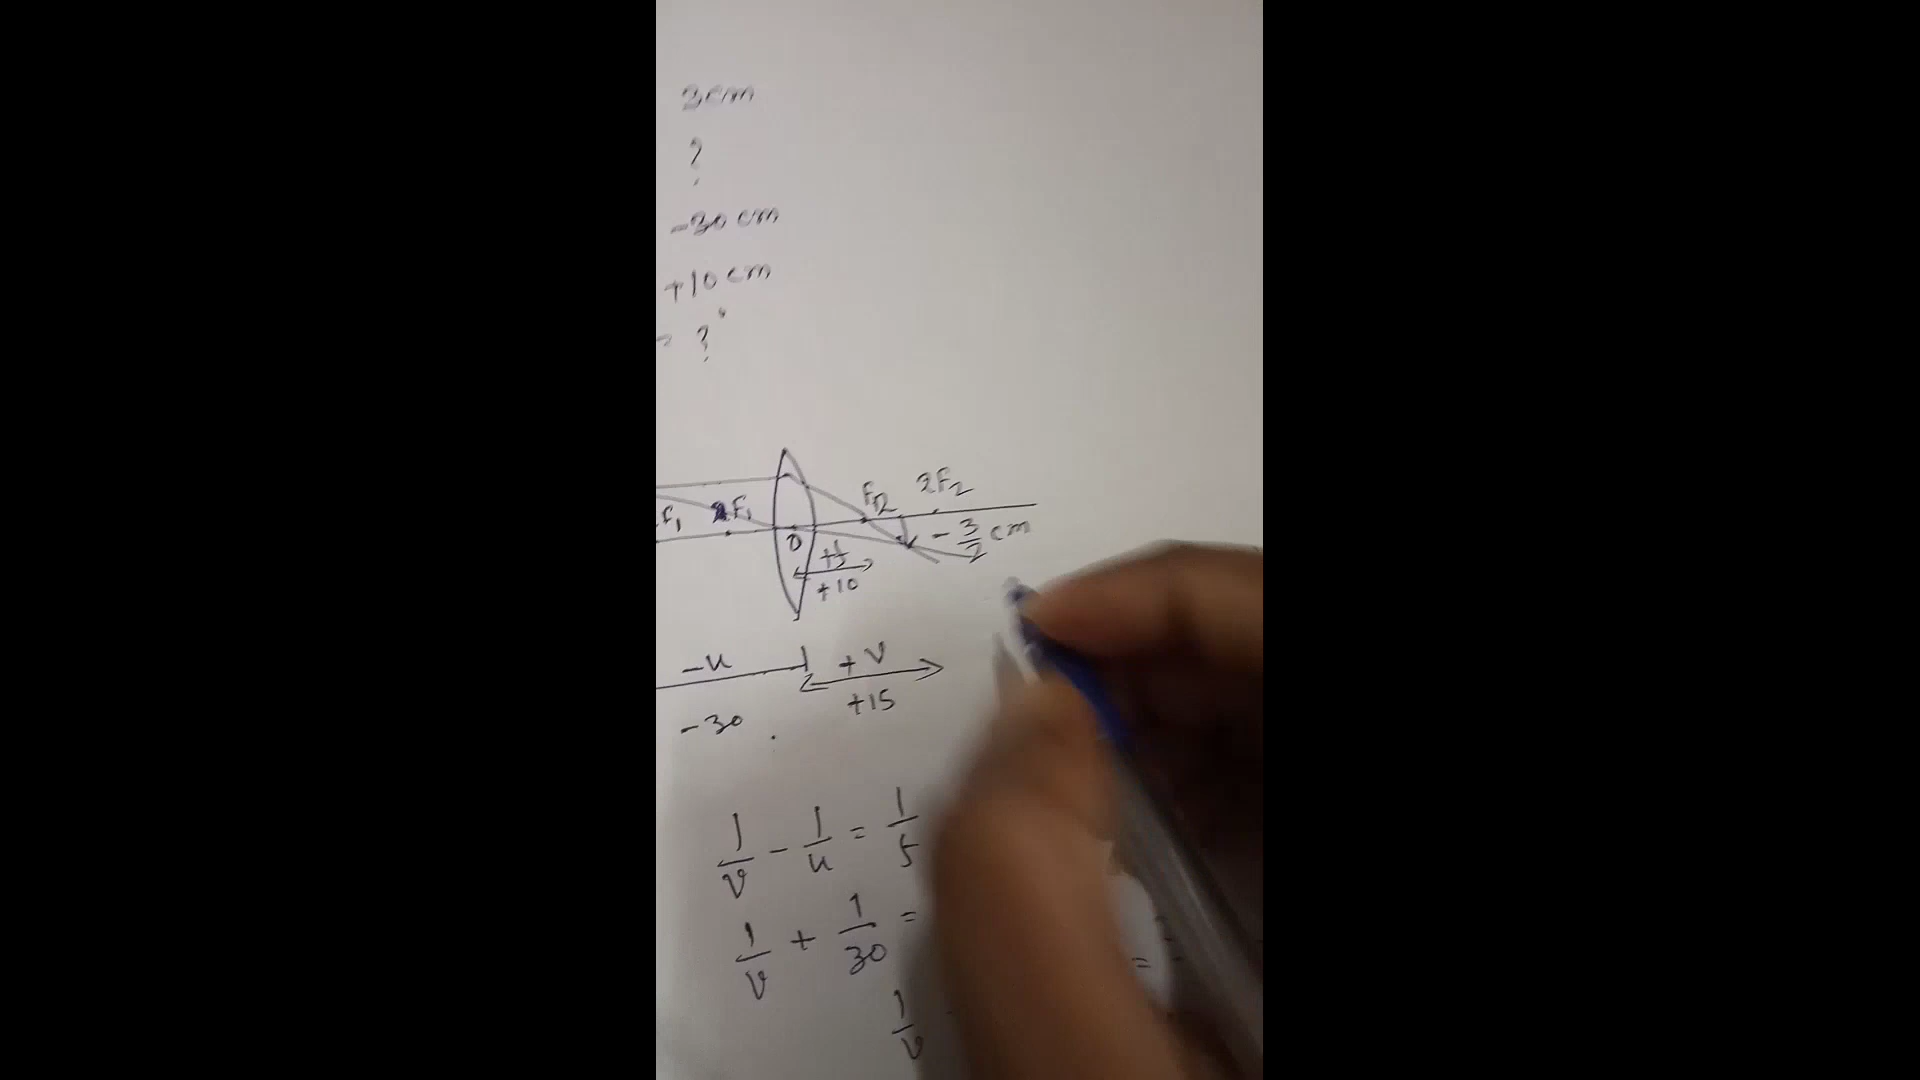 3cm
?
-30 cm
+10 cm
= ?
F₁ 2F₁ F₂ 2F₂
O
- 3/2 cm
+f
+10
-u +v
-30 +15
1/v - 1/u = 1/f
1/v + 1/30 =
=
1/v